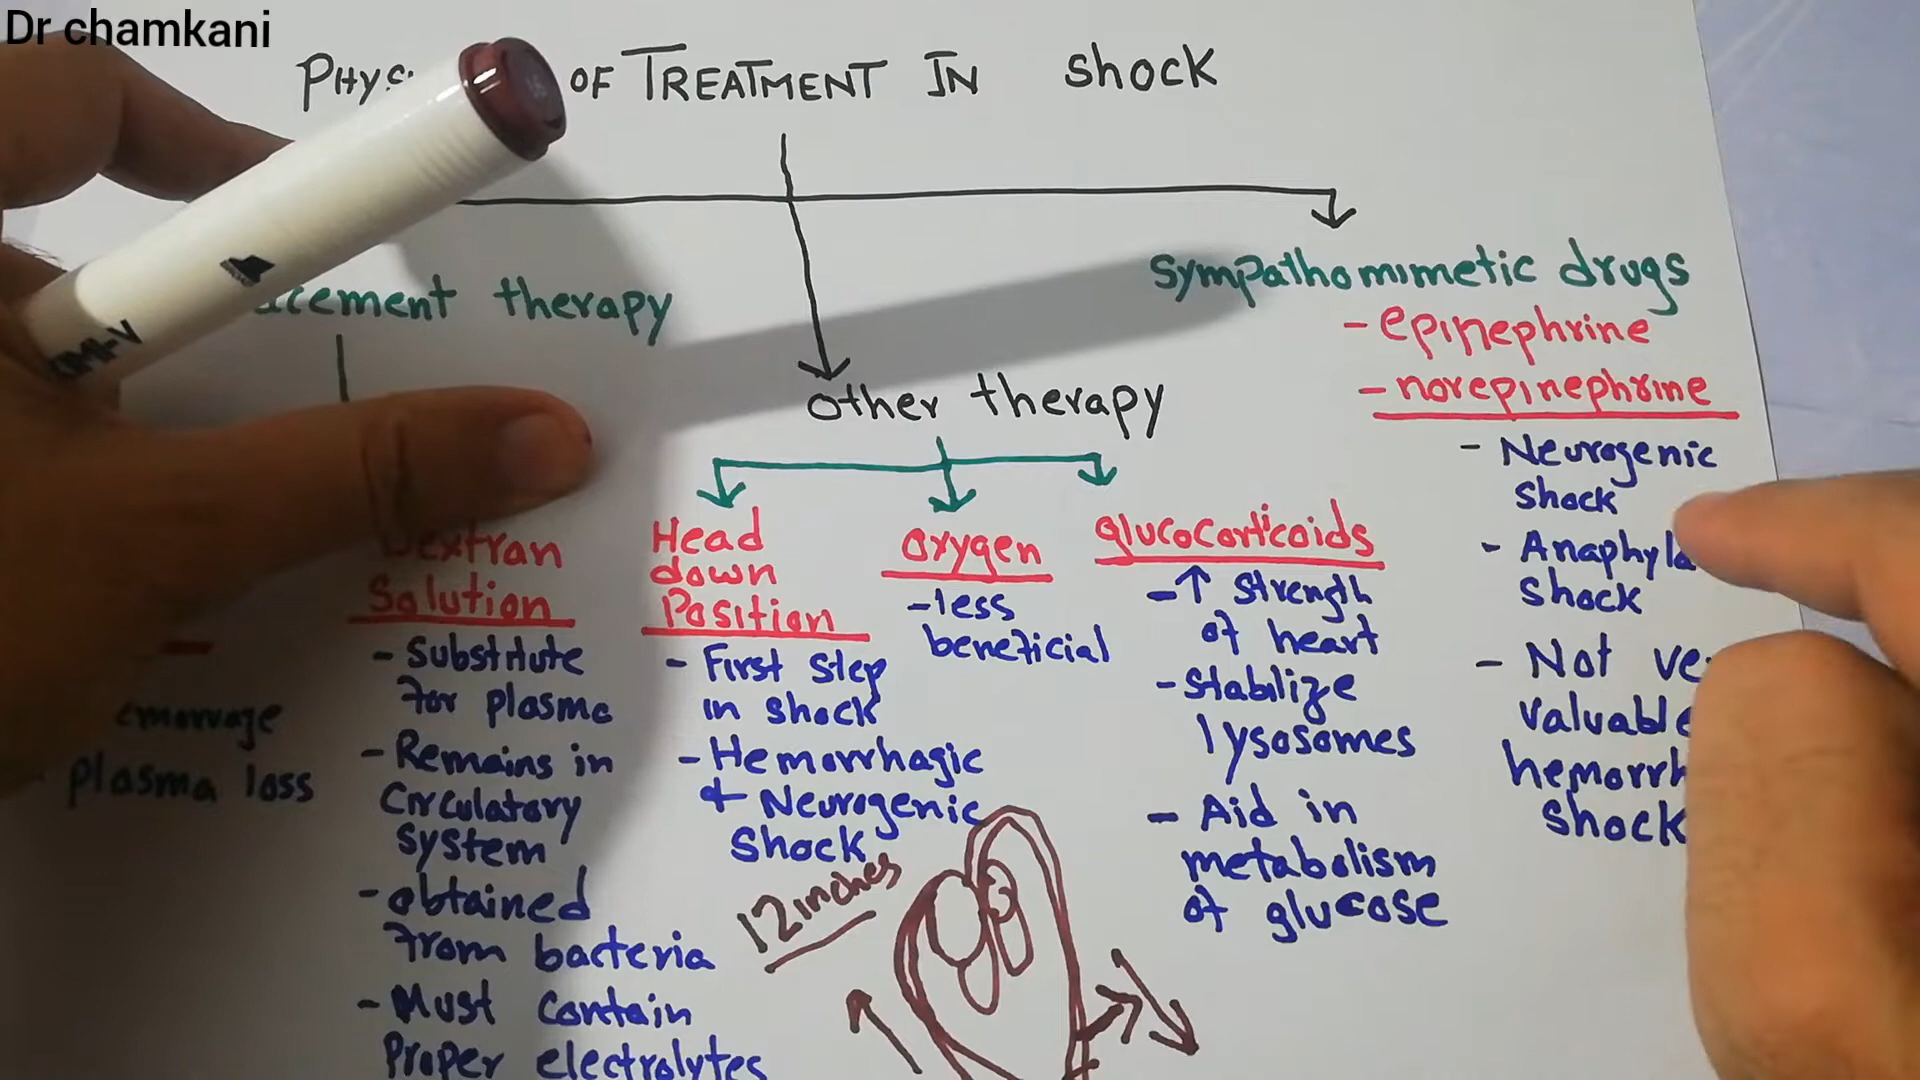 Dr chamkani
OF TREATMENT IN Shock
therapy
Sympathomimetic drugs
- epinephrine
- norepinephrine
- Neurogenic
Shock
Shock
- Not
hemorrh
Shock
Other therapy
Dextran
Solution
- Substitute
for plasma
- Remains in
Circulatory
System
- obtained
from bacteria
- Must contain
Proper electrolytes
plasma loss
Head
down
Position
- First Step
in shock
- Hemorrhagic
+ Neurogenic
Shock
12 inches
Oxygen
- less
beneficial
Glucocorticoids
- ↑ strength
of heart
- Stabilize
lysosomes
- Aid in
metabolism
of glucose